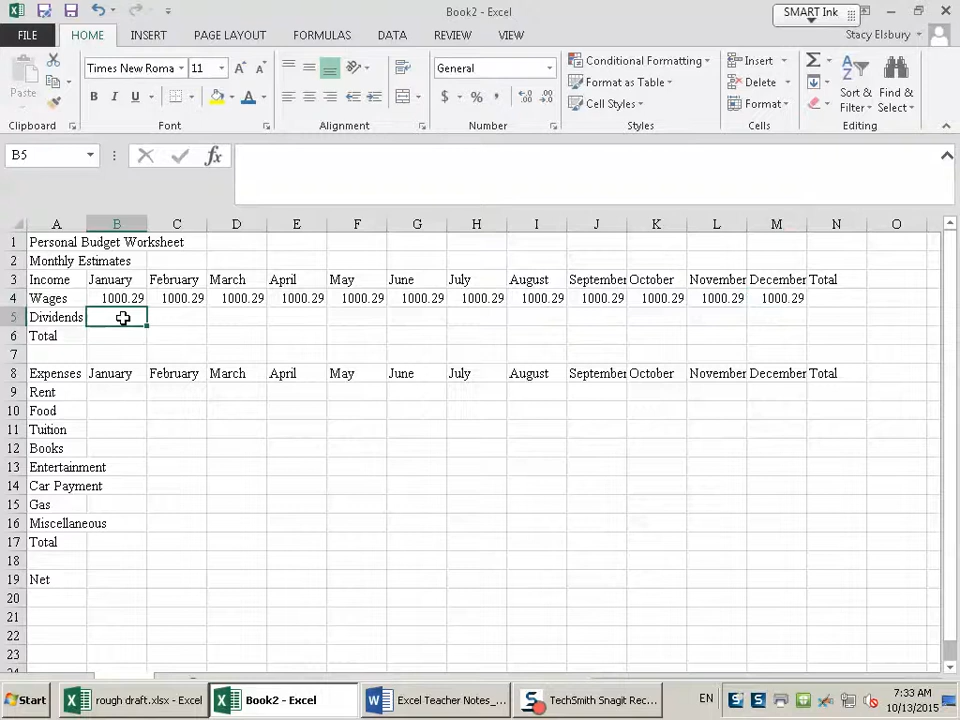 Book2 - Excel
SMART Ink
FILE HOME INSERT PAGE LAYOUT FORMULAS DATA REVIEW VIEW
Stacy Elsbury
Paste
Times New Roma 11
General
Conditional Formatting
Format as Table
Cell Styles
Insert
Delete
Format
Sort & Filter
Find & Select
B I U
$ % ,
Clipboard Font Alignment Number Styles Cells Editing
B5
A B C D E F G H I J K L M N O
1 Personal Budget Worksheet
2 Monthly Estimates
3 Income January February March April May June July August September October November December Total
4 Wages 1000.29 1000.29 1000.29 1000.29 1000.29 1000.29 1000.29 1000.29 1000.29 1000.29 1000.29 1000.29
5 Dividends
6 Total
7
8 Expenses January February March April May June July August September October November December Total
9 Rent
10 Food
11 Tuition
12 Books
13 Entertainment
14 Car Payment
15 Gas
16 Miscellaneous
17 Total
18
19 Net
20
21
22
23
Start rough draft.xlsx - Excel Book2 - Excel Excel Teacher Notes_... TechSmith Snagit Rec... EN
7:33 AM
10/13/2015